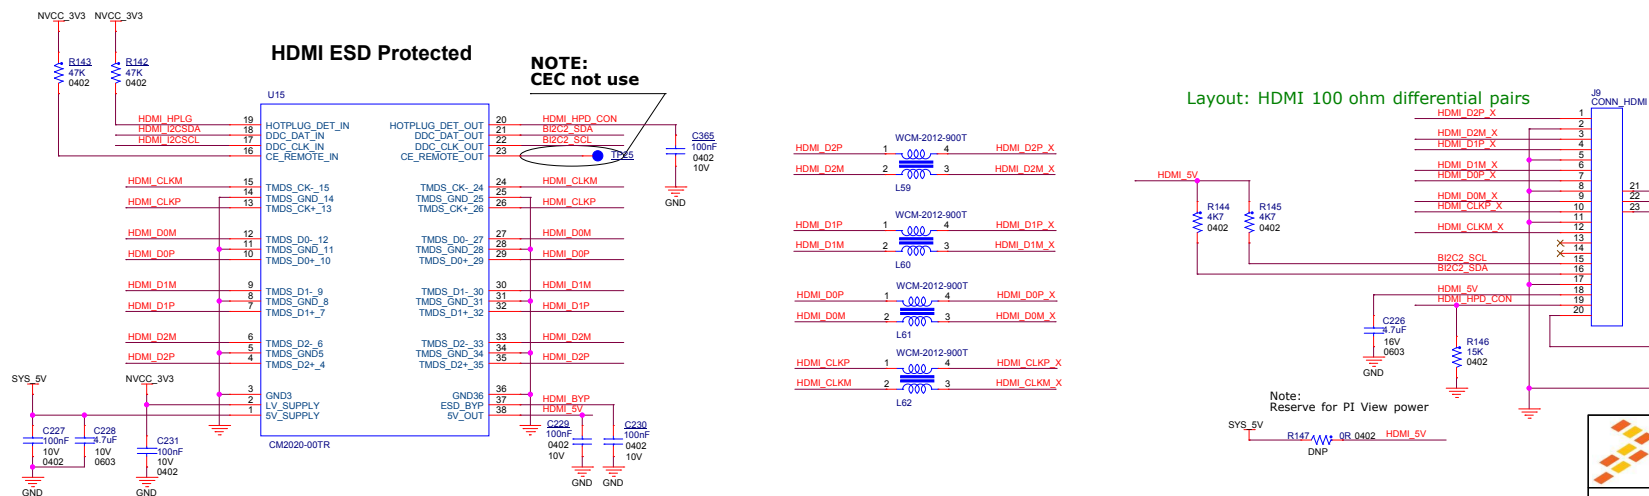 NVCC_3V3
NVCC_3V3
R143
47K
0402
R142
47K
0402
HDMI ESD Protected
NOTE:
CEC not use
U15
HDMI_HPLG
HDMI_I2CSDA
HDMI_I2CSCL
19
18
17
16
HOTPLUG_DET_IN
DDC_DAT_IN
DDC_CLK_IN
CE_REMOTE_IN
HOTPLUG_DET_OUT
DDC_DAT_OUT
DDC_CLK_OUT
CE_REMOTE_OUT
20
21
22
23
HDMI_HPD_CON
BI2C2_SDA
BI2C2_SCL
TP25
C365
100nF
0402
10V
GND
HDMI_CLKM
HDMI_CLKP
15
14
13
TMDS_CK-_15
TMDS_GND_14
TMDS_CK+_13
TMDS_CK-_24
TMDS_GND_25
TMDS_CK+_26
24
25
26
HDMI_CLKM
HDMI_CLKP
HDMI_D0M
HDMI_D0P
12
11
10
TMDS_D0-_12
TMDS_GND_11
TMDS_D0+_10
TMDS_D0-_27
TMDS_GND_28
TMDS_D0+_29
27
28
29
HDMI_D0M
HDMI_D0P
HDMI_D1M
HDMI_D1P
9
8
7
TMDS_D1-_9
TMDS_GND_8
TMDS_D1+_7
TMDS_D1-_30
TMDS_GND_31
TMDS_D1+_32
30
31
32
HDMI_D1M
HDMI_D1P
HDMI_D2M
HDMI_D2P
6
5
4
TMDS_D2-_6
TMDS_GND5
TMDS_D2+_4
TMDS_D2-_33
TMDS_GND_34
TMDS_D2+_35
33
34
35
HDMI_D2M
HDMI_D2P
SYS_5V
NVCC_3V3
3
2
1
GND3
LV_SUPPLY
5V_SUPPLY
GND36
ESD_BYP
5V_OUT
36
37
38
HDMI_BYP
HDMI_5V
CM2020-00TR
C227
100nF
10V
0402
C228
4.7uF
10V
0603
C231
100nF
10V
0402
GND
GND
C229
100nF
0402
10V
C230
100nF
0402
10V
GND
GND
WCM-2012-900T
HDMI_D2P
1
4
HDMI_D2P_X
HDMI_D2M
2
3
HDMI_D2M_X
L59
WCM-2012-900T
HDMI_D1P
1
4
HDMI_D1P_X
HDMI_D1M
2
3
HDMI_D1M_X
L60
WCM-2012-900T
HDMI_D0P
1
4
HDMI_D0P_X
HDMI_D0M
2
3
HDMI_D0M_X
L61
WCM-2012-900T
HDMI_CLKP
1
4
HDMI_CLKP_X
HDMI_CLKM
2
3
HDMI_CLKM_X
L62
Layout: HDMI 100 ohm differential pairs
J9
CONN_HDMI
HDMI_D2P_X
HDMI_D2M_X
HDMI_D1P_X
HDMI_D1M_X
HDMI_D0P_X
HDMI_D0M_X
HDMI_CLKP_X
HDMI_CLKM_X
BI2C2_SCL
BI2C2_SDA
HDMI_5V
HDMI_HPD_CON
1
2
3
4
5
6
7
8
9
10
11
12
13
14
15
16
17
18
19
20
21
22
23
HDMI_5V
R144
4K7
0402
R145
4K7
0402
C226
4.7uF
16V
0603
GND
R146
15K
0402
Note:
Reserve for PI View power
SYS_5V
R147
0R 0402
HDMI_5V
DNP